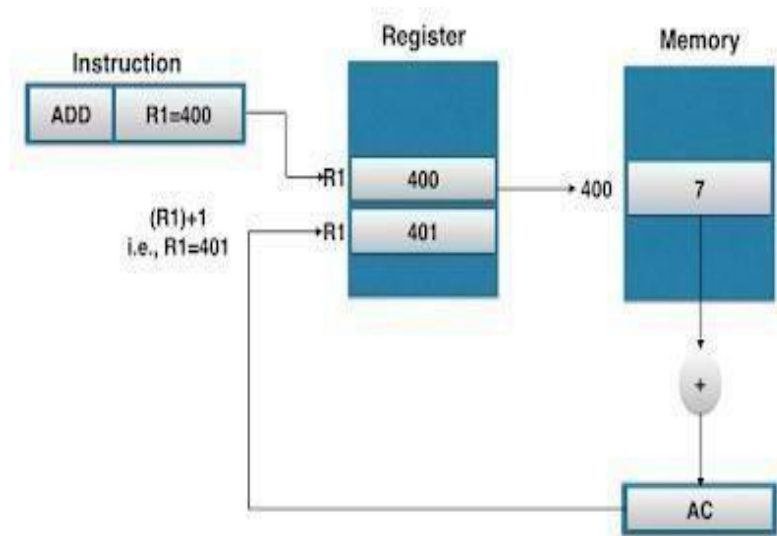 Instruction
ADD R1=400
Register
R1 400
R1 401
(R1)+1
i.e., R1=401
Memory
400 7
+
AC